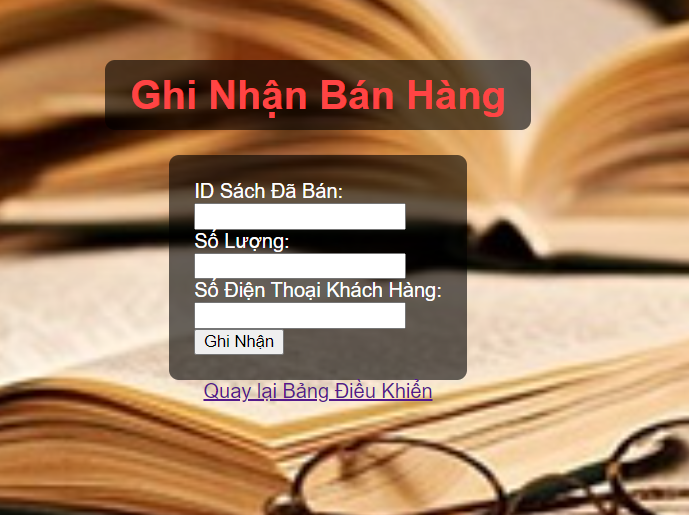 Ghi Nhận Bán Hàng
ID Sách Đã Bán:
Số Lượng:
Số Điện Thoại Khách Hàng:
Ghi Nhận
Quay lại Bảng Điều Khiển